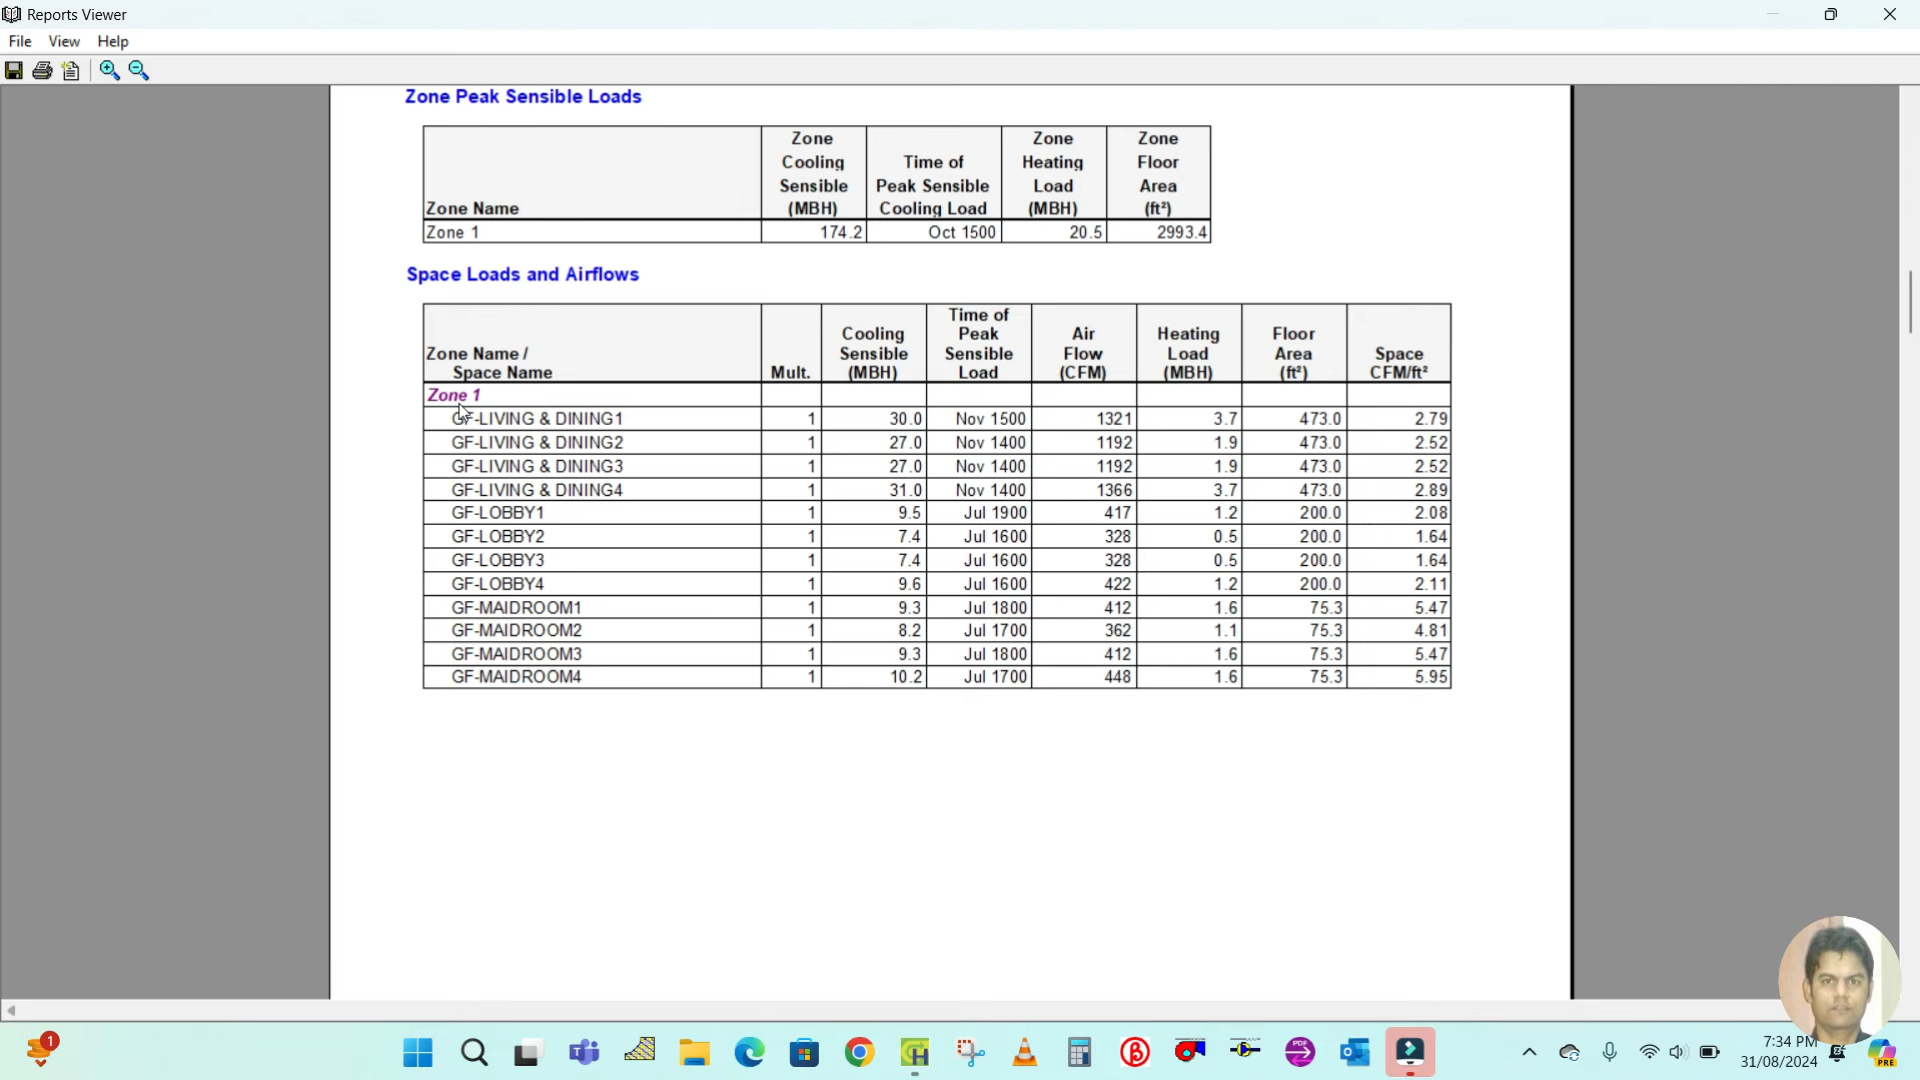 Reports Viewer
File View Help
Zone Peak Sensible Loads
Zone Name
Zone Cooling Sensible (MBH)
Time of Peak Sensible Cooling Load
Zone Heating Load (MBH)
Zone Floor Area (ft²)
Zone 1 174.2 Oct 1500 20.5 2993.4
Space Loads and Airflows
Zone Name / Space Name
Mult.
Cooling Sensible (MBH)
Time of Peak Sensible Load
Air Flow (CFM)
Heating Load (MBH)
Floor Area (ft²)
Space CFM/ft²
Zone 1
GF-LIVING & DINING1 1 30.0 Nov 1500 1321 3.7 473.0 2.79
GF-LIVING & DINING2 1 27.0 Nov 1400 1192 1.9 473.0 2.52
GF-LIVING & DINING3 1 27.0 Nov 1400 1192 1.9 473.0 2.52
GF-LIVING & DINING4 1 31.0 Nov 1400 1366 3.7 473.0 2.89
GF-LOBBY1 1 9.5 Jul 1900 417 1.2 200.0 2.08
GF-LOBBY2 1 7.4 Jul 1600 328 0.5 200.0 1.64
GF-LOBBY3 1 7.4 Jul 1600 328 0.5 200.0 1.64
GF-LOBBY4 1 9.6 Jul 1600 422 1.2 200.0 2.11
GF-MAIDROOM1 1 9.3 Jul 1800 412 1.6 75.3 5.47
GF-MAIDROOM2 1 8.2 Jul 1700 362 1.1 75.3 4.81
GF-MAIDROOM3 1 9.3 Jul 1800 412 1.6 75.3 5.47
GF-MAIDROOM4 1 10.2 Jul 1700 448 1.6 75.3 5.95
1
PDF
7:34 PM
31/08/2024
PRE